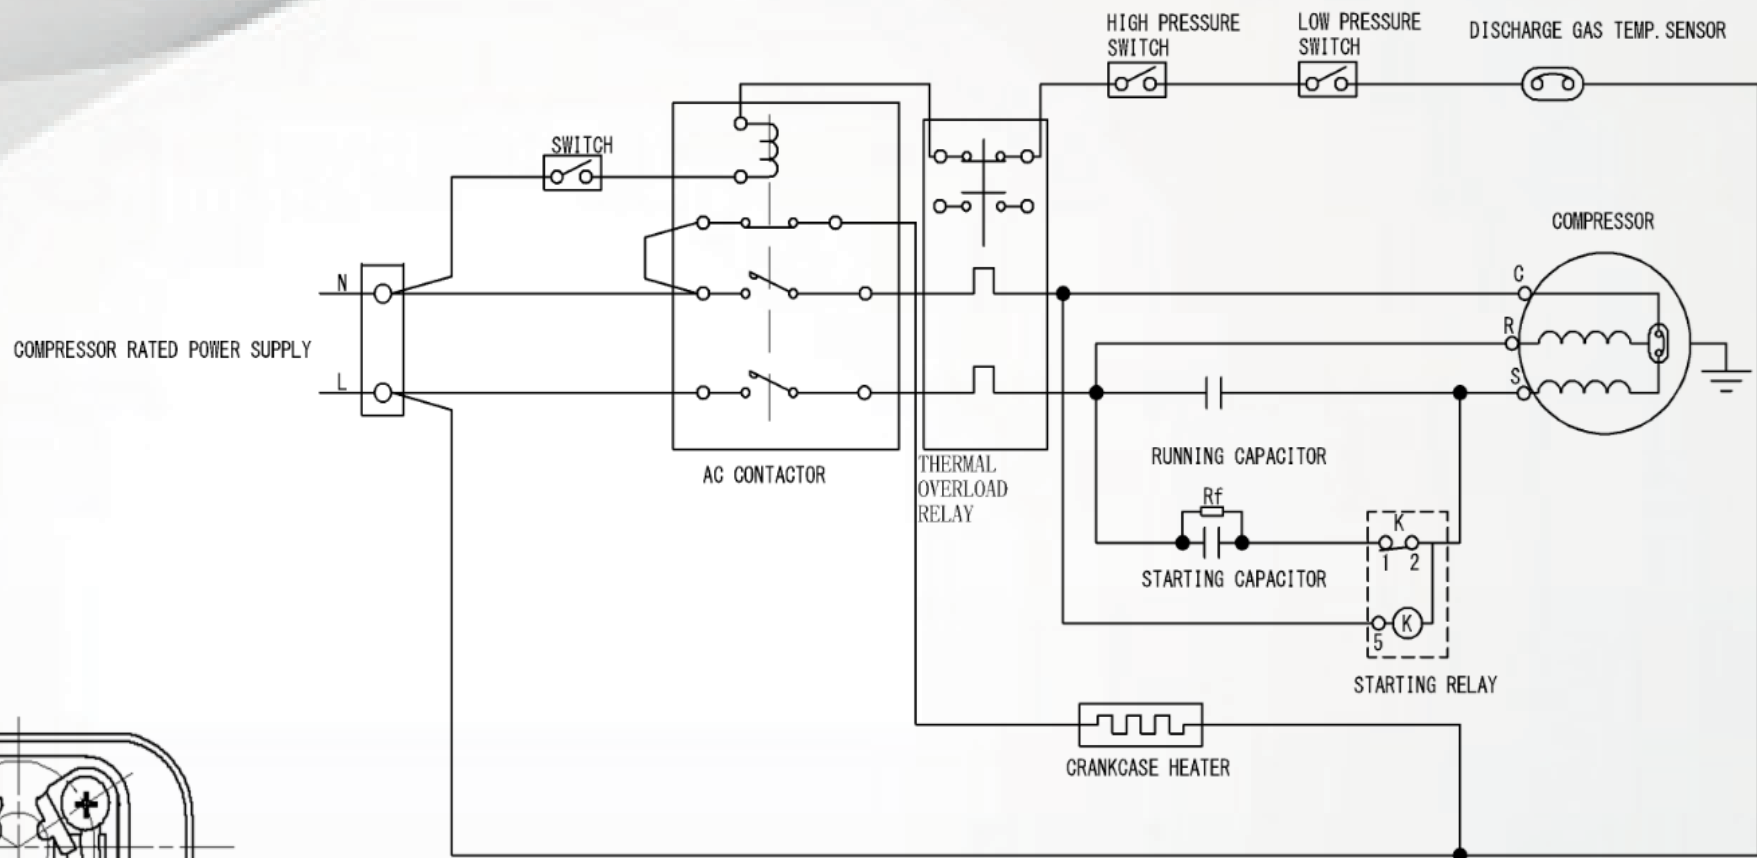 HIGH PRESSURE
SWITCH
LOW PRESSURE
SWITCH
DISCHARGE GAS TEMP. SENSOR
SWITCH
COMPRESSOR
N
C
R
COMPRESSOR RATED POWER SUPPLY
L
S
AC CONTACTOR
THERMAL
OVERLOAD
RELAY
RUNNING CAPACITOR
Rf
K
1 2
STARTING CAPACITOR
K
5
STARTING RELAY
CRANKCASE HEATER